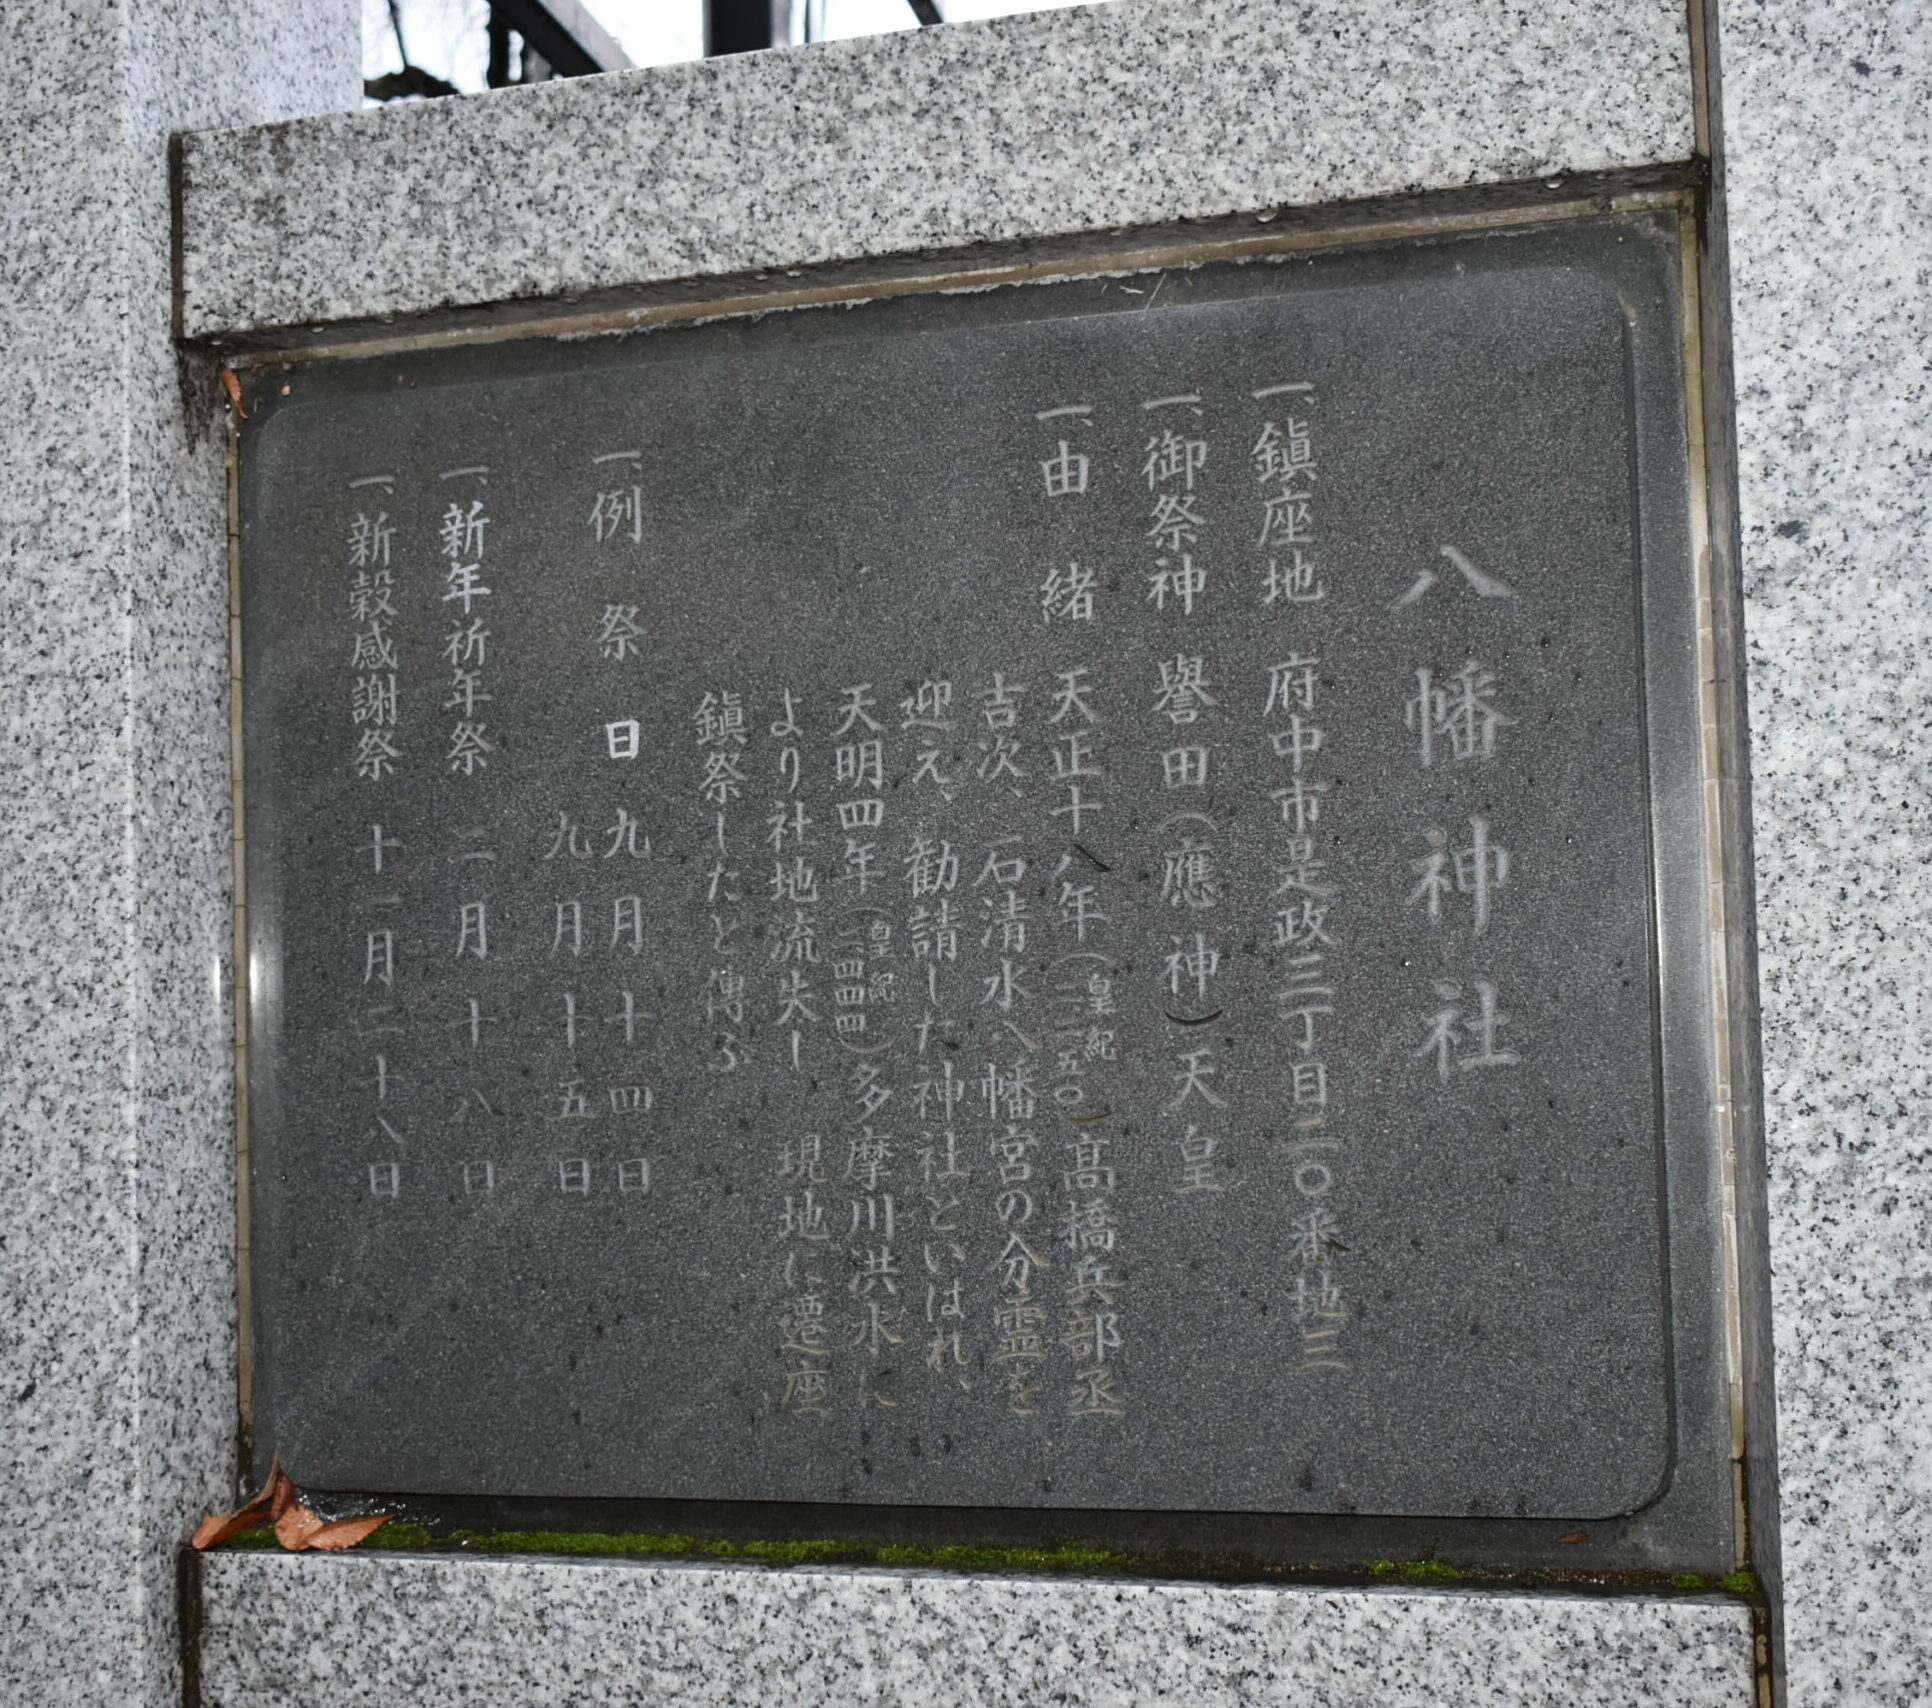 八幡神社
一、鎭座地 府中市是政三丁目二〇番地三
一、御祭神 譽田(應神)天皇
一、由緒 天正十八年(皇紀二二五〇)髙橋兵部丞
吉次、石清水八幡宮の分霊を
迎え、勧請した神社といはれ、
天明四年(皇紀二四四四)多摩川洪水に
より社地流失し 現地に遷座
鎭祭したと傳ふ
一、例祭日 九月十四日
九月十五日
一、新年祈年祭 二月十八日
一、新穀感謝祭 十一月二十八日